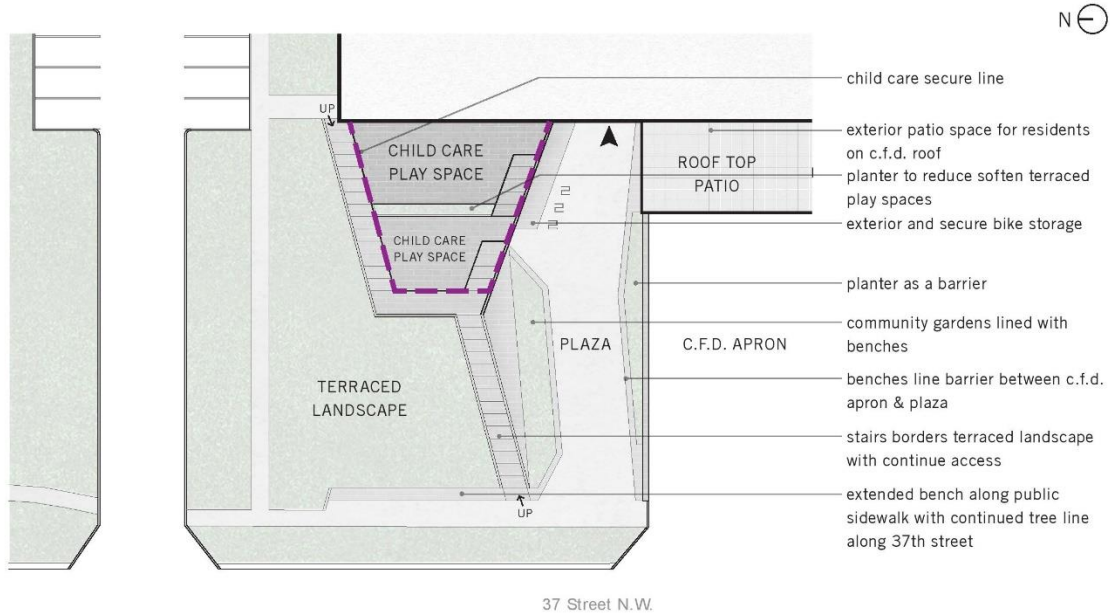 N
child care secure line
UP
CHILD CARE
PLAY SPACE
exterior patio space for residents
on c.f.d. roof
ROOF TOP
PATIO
planter to reduce soften terraced
play spaces
exterior and secure bike storage
CHILD CARE
PLAY SPACE
planter as a barrier
community gardens lined with
benches
PLAZA
C.F.D. APRON
benches line barrier between c.f.d.
apron & plaza
TERRACED
LANDSCAPE
stairs borders terraced landscape
with continue access
extended bench along public
sidewalk with continued tree line
along 37th street
UP
37 Street N.W.